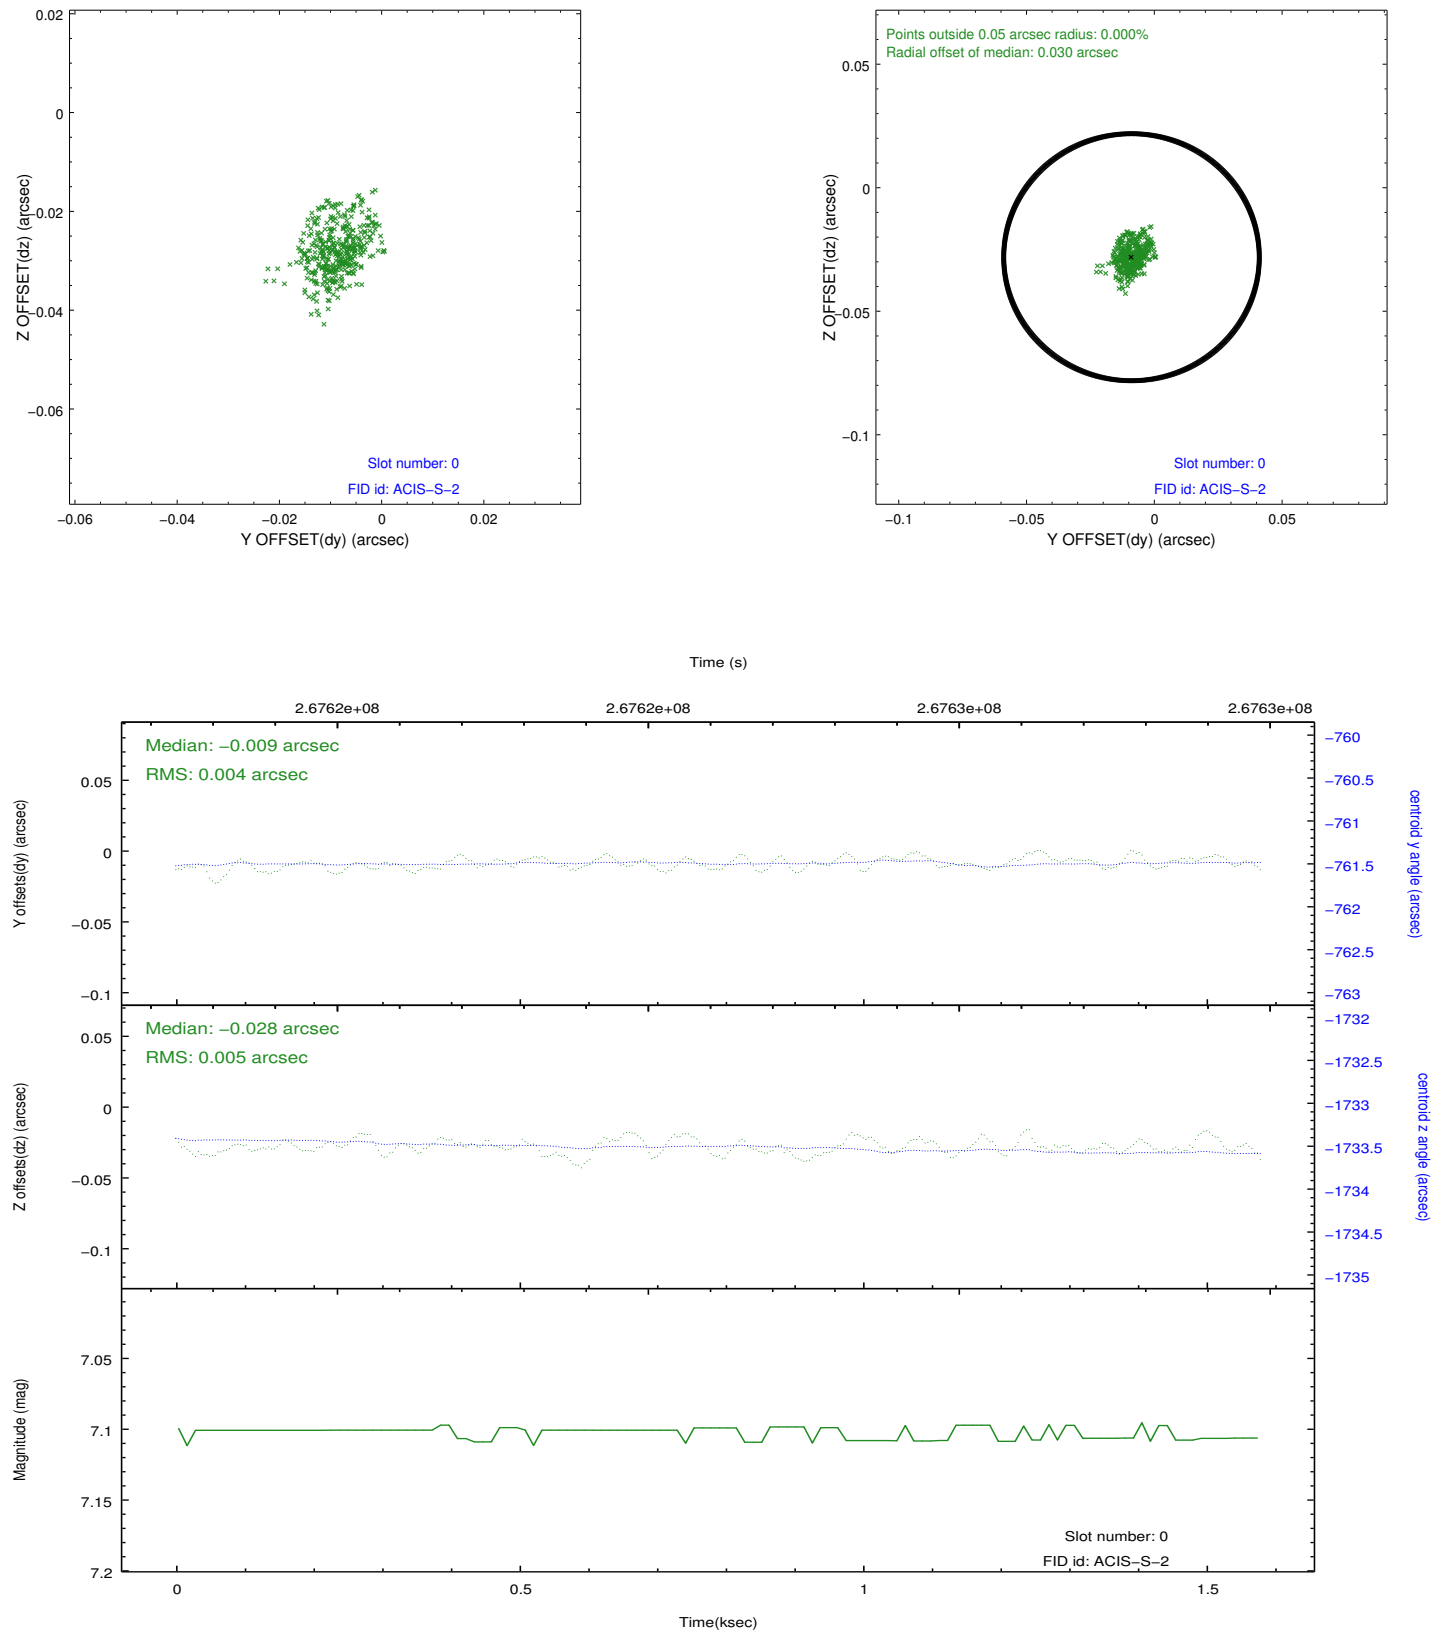 0.02
0
−0.02
−0.04
−0.06
Z OFFSET(dz) (arcsec)
Slot number: 0
FID id: ACIS−S−2
−0.06
−0.04
−0.02
0
0.02
Y OFFSET(dy) (arcsec)
Points outside 0.05 arcsec radius: 0.000%
Radial offset of median: 0.030 arcsec
0.05
0
−0.05
−0.1
Z OFFSET(dz) (arcsec)
Slot number: 0
FID id: ACIS−S−2
−0.1
−0.05
0
0.05
Y OFFSET(dy) (arcsec)
Time (s)
2.6762e+08
2.6762e+08
2.6763e+08
2.6763e+08
Median: −0.009 arcsec
RMS: 0.004 arcsec
0.05
0
−0.05
−0.1
Y offsets(dy) (arcsec)
−760
−760.5
−761
−761.5
−762
−762.5
−763
centroid y angle (arcsec)
Median: −0.028 arcsec
RMS: 0.005 arcsec
0.05
0
−0.05
−0.1
Z offsets(dz) (arcsec)
−1732
−1732.5
−1733
−1733.5
−1734
−1734.5
−1735
centroid z angle (arcsec)
7.05
7.1
7.15
7.2
Magnitude (mag)
Slot number: 0
FID id: ACIS−S−2
0
0.5
1
1.5
Time(ksec)